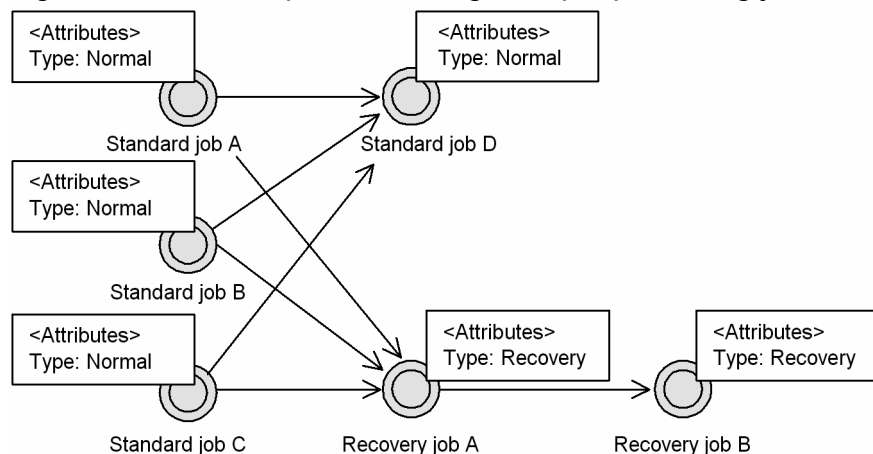 <Attributes>
Type: Normal
<Attributes>
Type: Normal
Standard job A
Standard job D
<Attributes>
Type: Normal
Standard job B
<Attributes>
Type: Normal
<Attributes>
Type: Recovery
<Attributes>
Type: Recovery
Standard job C
Recovery job A
Recovery job B